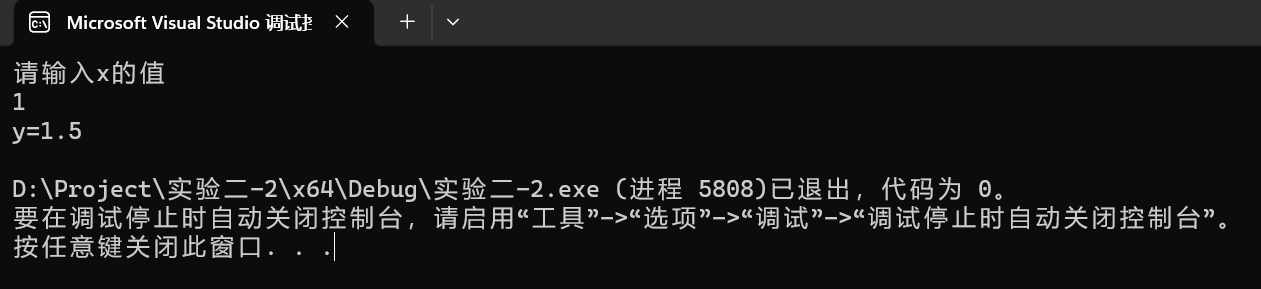 Microsoft Visual Studio 调试
请输入x的值
1
y=1.5
D:\Project\实验二-2\x64\Debug\实验二-2.exe (进程 5808)已退出，代码为 0。
要在调试停止时自动关闭控制台，请启用“工具”->“选项”->“调试”->“调试停止时自动关闭控制台”。
按任意键关闭此窗口. . .